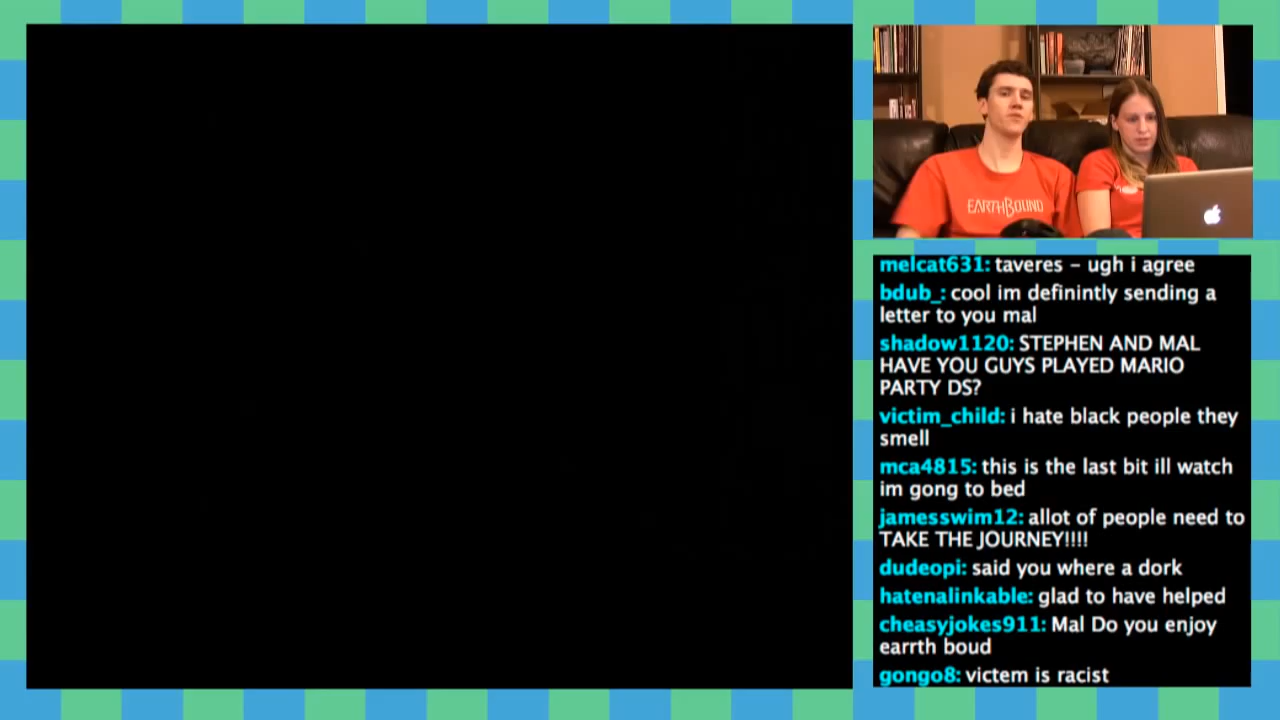 EARTHBOUND
melcat631: taveres - ugh i agree
bdub_: cool im definintly sending a
letter to you mal
shadow1120: STEPHEN AND MAL
HAVE YOU GUYS PLAYED MARIO
PARTY DS?
victim_child: i hate black people they
smell
mca4815: this is the last bit ill watch
im gong to bed
jamesswim12: allot of people need to
TAKE THE JOURNEY!!!!
dudeopi: said you where a dork
hatenalinkable: glad to have helped
cheasyjokes911: Mal Do you enjoy
earrth boud
gongo8: victem is racist